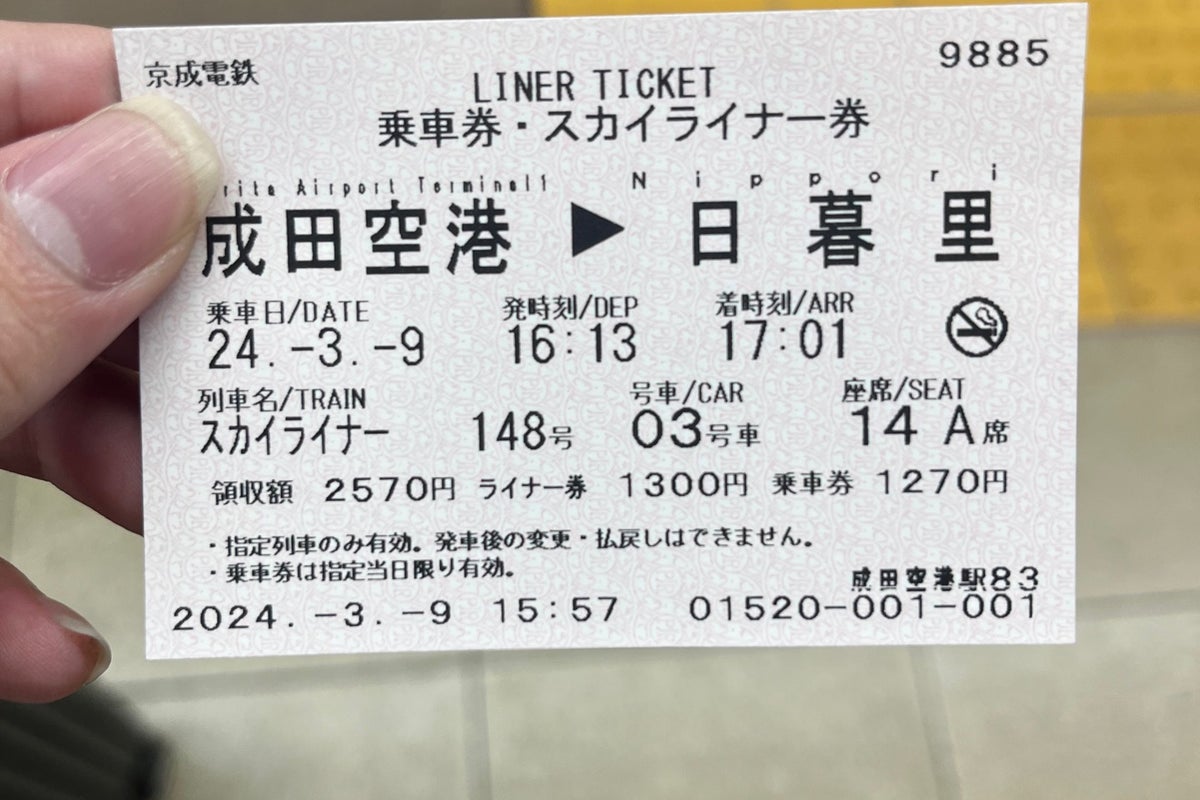 京成電鉄
9885
LINER TICKET
乗車券・スカイライナー券
Airport Terminal1 Nippori
成田空港 ▶ 日暮里
乗車日/DATE 発時刻/DEP 着時刻/ARR
24.-3.-9 16:13 17:01
列車名/TRAIN 号車/CAR 座席/SEAT
スカイライナー 148号 03号車 14 A席
領収額 2570円 ライナー券 1300円 乗車券 1270円
・指定列車のみ有効。発車後の変更・払戻しはできません。
・乗車券は指定当日限り有効。
成田空港駅83
2024.-3.-9 15:57 01520-001-001